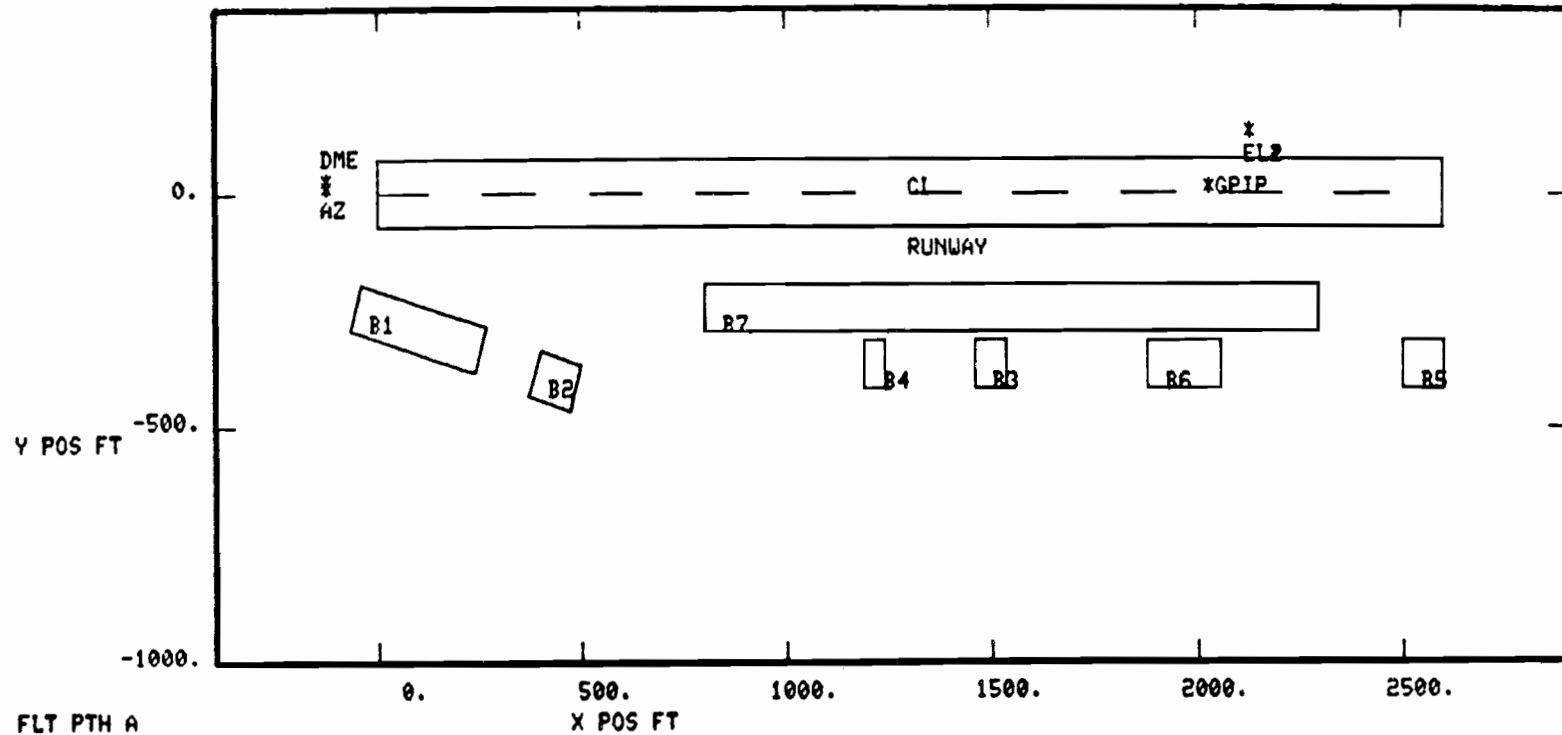 *
DME
EL2
*
0.
CL
*GPIP
*
AZ
RUNWAY
B1
B7
B2
B4
B3
B6
B5
-500.
Y POS FT
-1000.
0.
500.
1000.
1500.
2000.
2500.
FLT PTH A
X POS FT